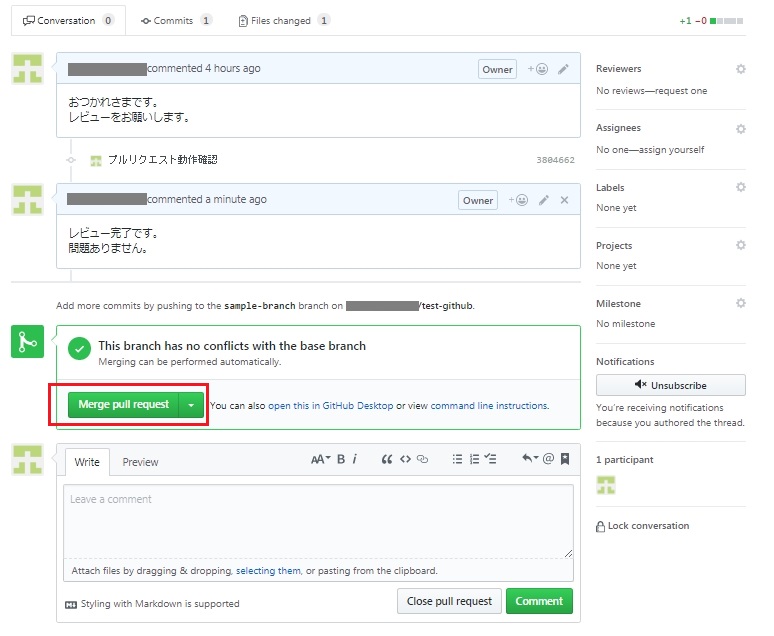 Conversation 0 Commits 1 Files changed 1 +1 −0
commented 4 hours ago Owner
おつかれさまです。
レビューをお願いします。
プルリクエスト動作確認 3804662
commented a minute ago Owner
レビュー完了です。
問題ありません。
Add more commits by pushing to the sample-branch branch on /test-github.
This branch has no conflicts with the base branch
Merging can be performed automatically.
Merge pull request You can also open this in GitHub Desktop or view command line instructions.
Write Preview AA B i
Leave a comment
Attach files by dragging & dropping, selecting them, or pasting from the clipboard.
Styling with Markdown is supported Close pull request Comment
Reviewers
No reviews—request one
Assignees
No one—assign yourself
Labels
None yet
Projects
None yet
Milestone
No milestone
Notifications
Unsubscribe
You’re receiving notifications
because you authored the thread.
1 participant
Lock conversation